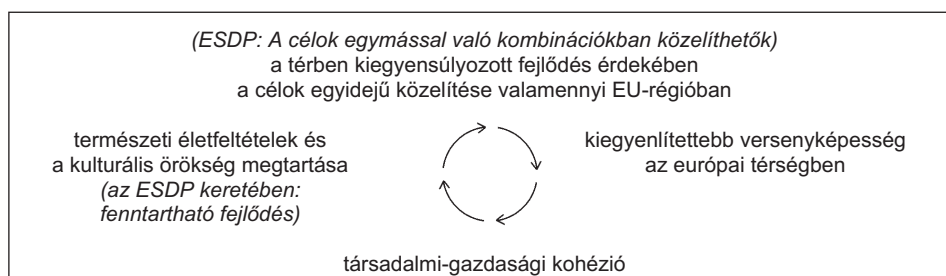 (ESDP: A célok egymással való kombinációkban közelíthetők)
a térben kiegyensúlyozott fejlődés érdekében
a célok egyidejű közelítése valamennyi EU-régióban
természeti életfeltételek és
a kulturális örökség megtartása
(az ESDP keretében:
fenntartható fejlődés)
kiegyenlítettebb versenyképesség
az európai térségben
társadalmi-gazdasági kohézió